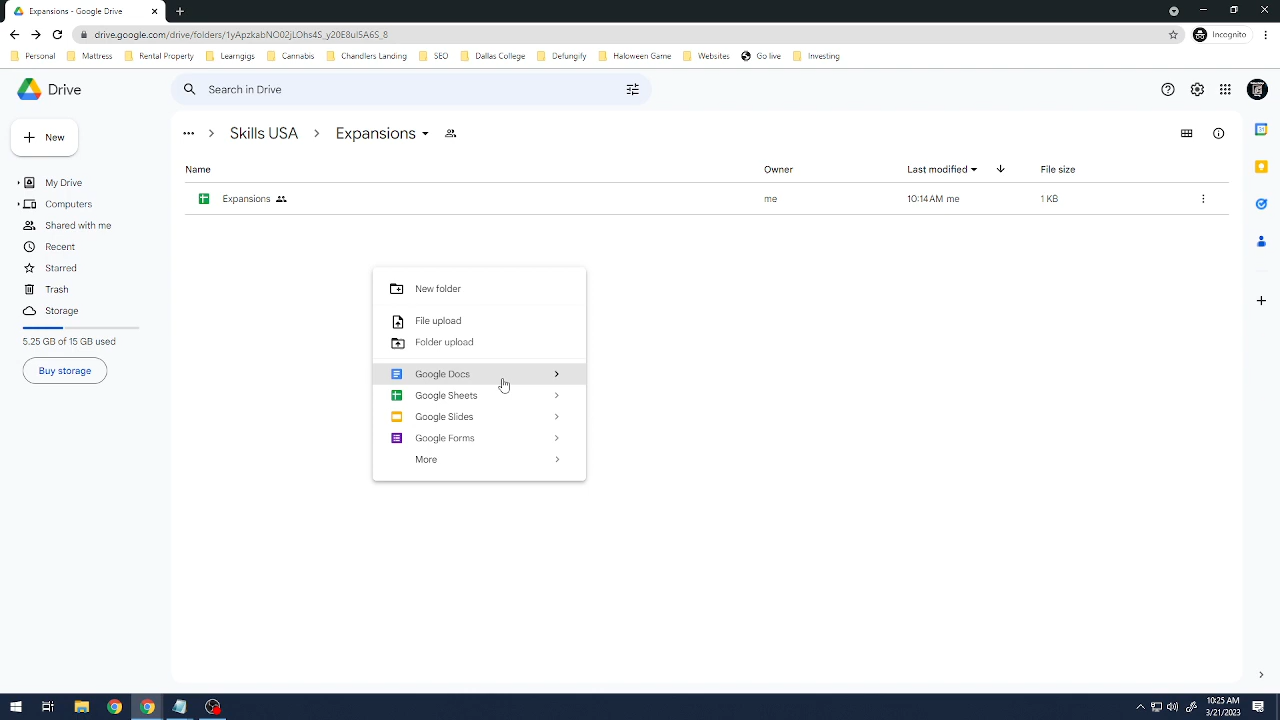 Expansions - Google Drive
drive.google.com/drive/folders/1yApzkabNO02jLOhs4S_y20E8ul5A6S_8
Incognito
Personal
Mattress
Rental Property
Learngigs
Cannabis
Chandlers Landing
SEO
Dallas College
Defungify
Haloween Game
Websites
Go live
Investing
Drive
Search in Drive
New
Skills USA
Expansions
Name
Owner
Last modified
File size
Expansions
me
10:14 AM me
1 KB
My Drive
Computers
Shared with me
Recent
Starred
Trash
Storage
5.25 GB of 15 GB used
Buy storage
New folder
File upload
Folder upload
Google Docs
Google Sheets
Google Slides
Google Forms
More
10:25 AM
3/21/2023